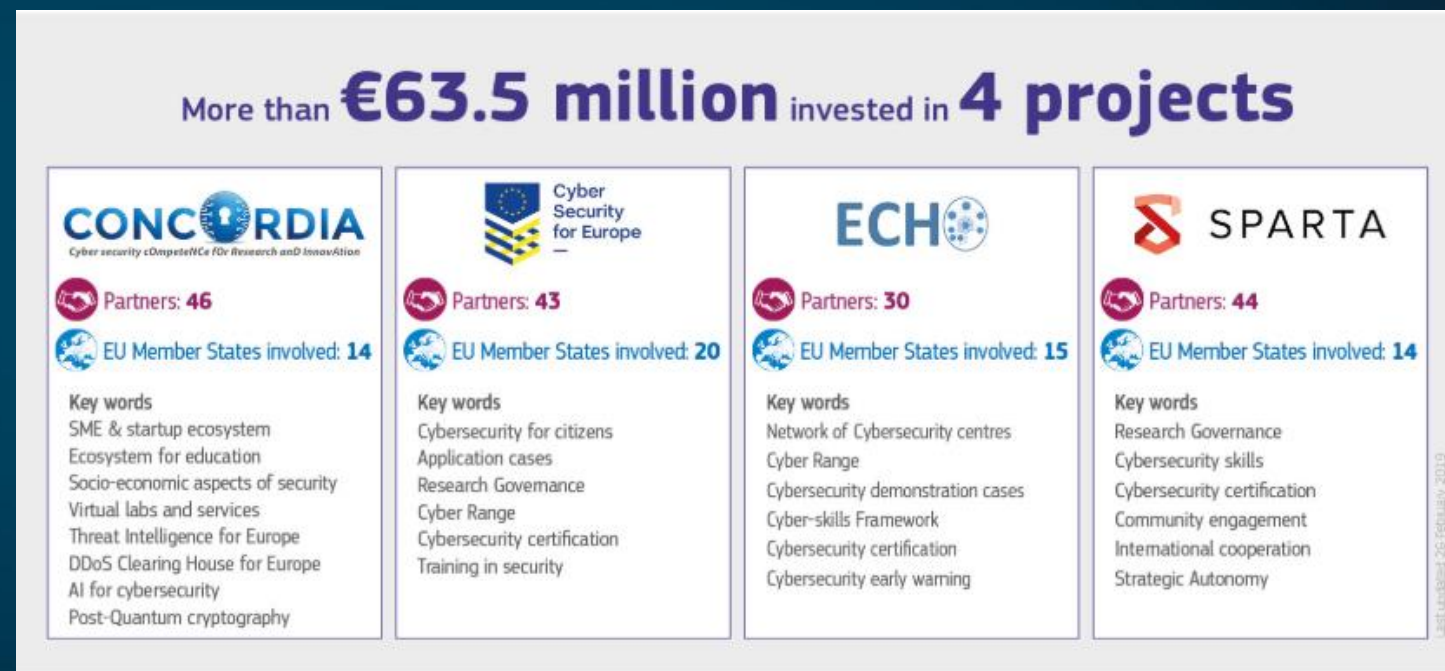 More than €63.5 million invested in 4 projects
CONCORDIA
Cyber security cOmpeteNCe fOr Research anD InnovAtion
Partners: 46
EU Member States involved: 14
Key words
SME & startup ecosystem
Ecosystem for education
Socio-economic aspects of security
Virtual labs and services
Threat Intelligence for Europe
DDoS Clearing House for Europe
AI for cybersecurity
Post-Quantum cryptography
Cyber
Security
for Europe
Partners: 43
EU Member States involved: 20
Key words
Cybersecurity for citizens
Application cases
Research Governance
Cyber Range
Cybersecurity certification
Training in security
ECHO
Partners: 30
EU Member States involved: 15
Key words
Network of Cybersecurity centres
Cyber Range
Cybersecurity demonstration cases
Cyber-skills Framework
Cybersecurity certification
Cybersecurity early warning
SPARTA
Partners: 44
EU Member States involved: 14
Key words
Research Governance
Cybersecurity skills
Cybersecurity certification
Community engagement
International cooperation
Strategic Autonomy
Last updated 26 February 2019